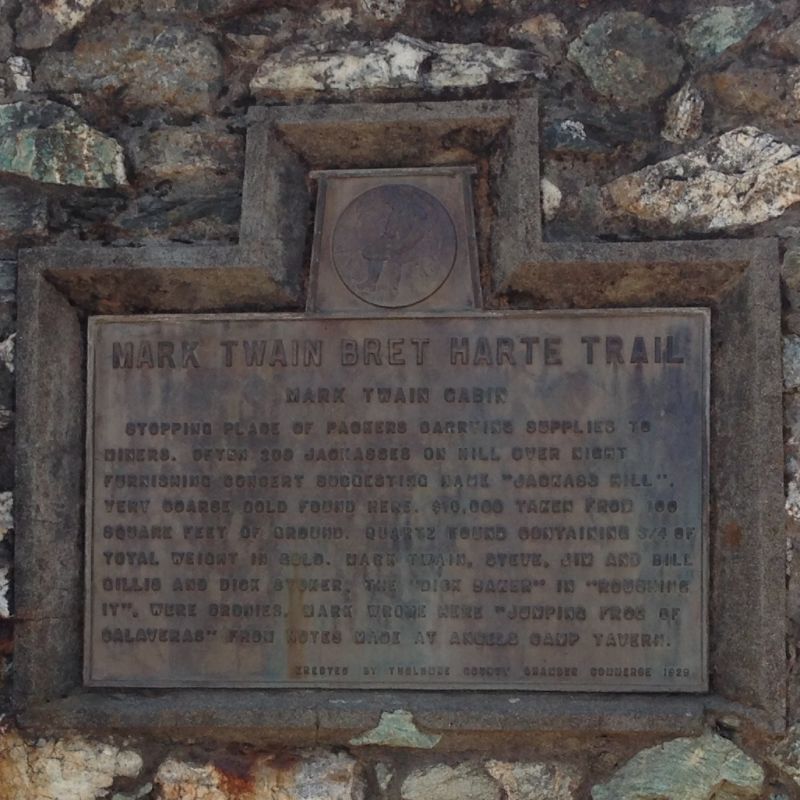 MARK TWAIN BRET HARTE TRAIL
MARK TWAIN CABIN
STOPPING PLACE OF PACKERS CARRYING SUPPLIES TO
MINERS. OFTEN 200 JACKASSES ON HILL OVER NIGHT
FURNISHING CONCERT SUGGESTING NAME "JACKASS HILL".
VERY COARSE GOLD FOUND HERE. $10,000 TAKEN FROM 100
SQUARE FEET OF GROUND. QUARTZ FOUND CONTAINING 3/4 OF
TOTAL WEIGHT IN GOLD. MARK TWAIN, STEVE, JIM AND BILL
GILLIS AND DICK STOKER, THE "DICK BAKER" IN "ROUGHING
IT", WERE CRONIES. MARK WROTE HERE "JUMPING FROG OF
CALAVERAS" FROM NOTES MADE AT ANGELS CAMP TAVERN.
ERECTED BY TUOLUMNE COUNTY CHAMBER COMMERCE 1929